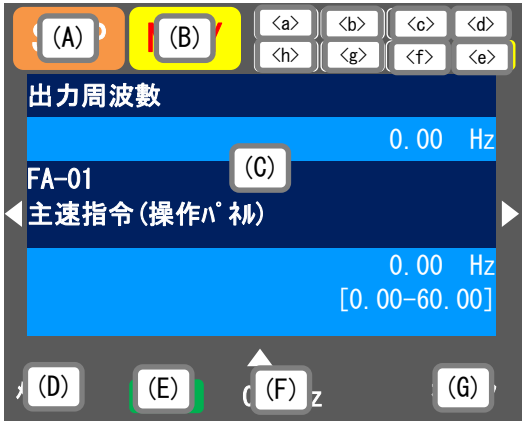 (A) (B) <a> <b> <c> <d>
<h> <g> <f> <e>
出力周波数
0.00 Hz
(C)
FA-01
主速指令(操作ﾊﾟﾈﾙ)
0.00 Hz
[0.00-60.00]
(D) (E) (F) (G)